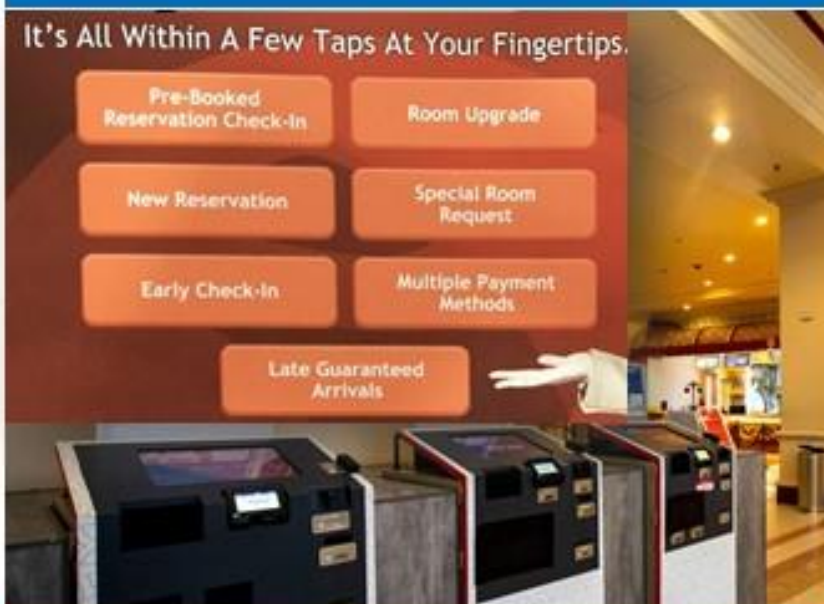 It's All Within A Few Taps At Your Fingertips.
Pre-Booked
Reservation Check-In
Room Upgrade
New Reservation
Special Room
Request
Early Check-In
Multiple Payment
Methods
Late Guaranteed
Arrivals